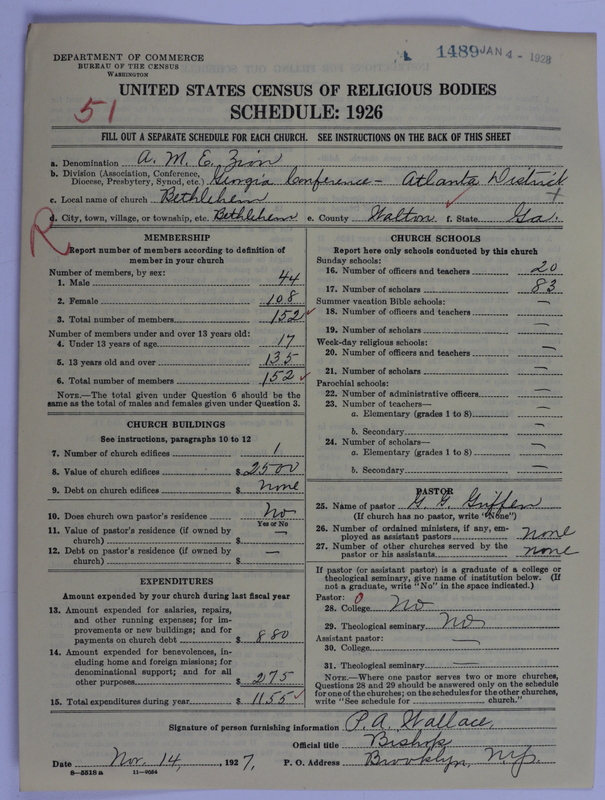 1489 JAN 4 - 1928
DEPARTMENT OF COMMERCE
BUREAU OF THE CENSUS
WASHINGTON
UNITED STATES CENSUS OF RELIGIOUS BODIES
51
SCHEDULE: 1926
FILL OUT A SEPARATE SCHEDULE FOR EACH CHURCH. SEE INSTRUCTIONS ON THE BACK OF THIS SHEET
a. Denomination A. M. E. Zion
b. Division (Association, Conference, Diocese, Presbytery, Synod, etc.) Georgia Conference - Atlanta District
c. Local name of church Bethlehem
d. City, town, village, or township, etc. Bethlehem e. County Walton f. State Ga.
R
MEMBERSHIP
Report number of members according to definition of
member in your church
Number of members, by sex:
1. Male 44
2. Female 108
3. Total number of members 152
Number of members under and over 13 years old:
4. Under 13 years of age 17
5. 13 years old and over 135
6. Total number of members 152
NOTE.—The total given under Question 6 should be the
same as the total of males and females given under Question 3.
CHURCH BUILDINGS
See instructions, paragraphs 10 to 12
7. Number of church edifices 1
8. Value of church edifices $ 2500
9. Debt on church edifices $ none
10. Does church own pastor's residence No
Yes or No
11. Value of pastor's residence (if owned by
church) $ —
12. Debt on pastor's residence (if owned by
church) $ —
EXPENDITURES
Amount expended by your church during last fiscal year
13. Amount expended for salaries, repairs,
and other running expenses; for im-
provements or new buildings; and for
payments on church debt $ 880
14. Amount expended for benevolences, in-
cluding home and foreign missions; for
denominational support; and for all
other purposes $ 275
15. Total expenditures during year $ 1155
CHURCH SCHOOLS
Report here only schools conducted by this church
Sunday schools:
16. Number of officers and teachers 20
17. Number of scholars 83
Summer vacation Bible schools:
18. Number of officers and teachers —
19. Number of scholars —
Week-day religious schools:
20. Number of officers and teachers —
21. Number of scholars —
Parochial schools:
22. Number of administrative officers —
23. Number of teachers—
a. Elementary (grades 1 to 8) —
b. Secondary —
24. Number of scholars—
a. Elementary (grades 1 to 8) —
b. Secondary —
PASTOR
25. Name of pastor G. G. Griffen
(If church has no pastor, write "None")
26. Number of ordained ministers, if any, em-
ployed as assistant pastors none
27. Number of other churches served by the
pastor or his assistants none
If pastor (or assistant pastor) is a graduate of a college or
theological seminary, give name of institution below. (If
not a graduate, write "No" in the space indicated.)
Pastor: 0
28. College No
29. Theological seminary No
Assistant pastor:
30. College —
31. Theological seminary —
NOTE.—Where one pastor serves two or more churches,
Questions 28 and 29 should be answered only on the schedule
for one of the churches; on the schedules for the other churches,
write "See schedule for church."
Signature of person furnishing information P. A. Wallace
Official title Bishop
Date Nov. 14, 1927, P. O. Address Brooklyn, N.Y.
8—5518 a 11—9084